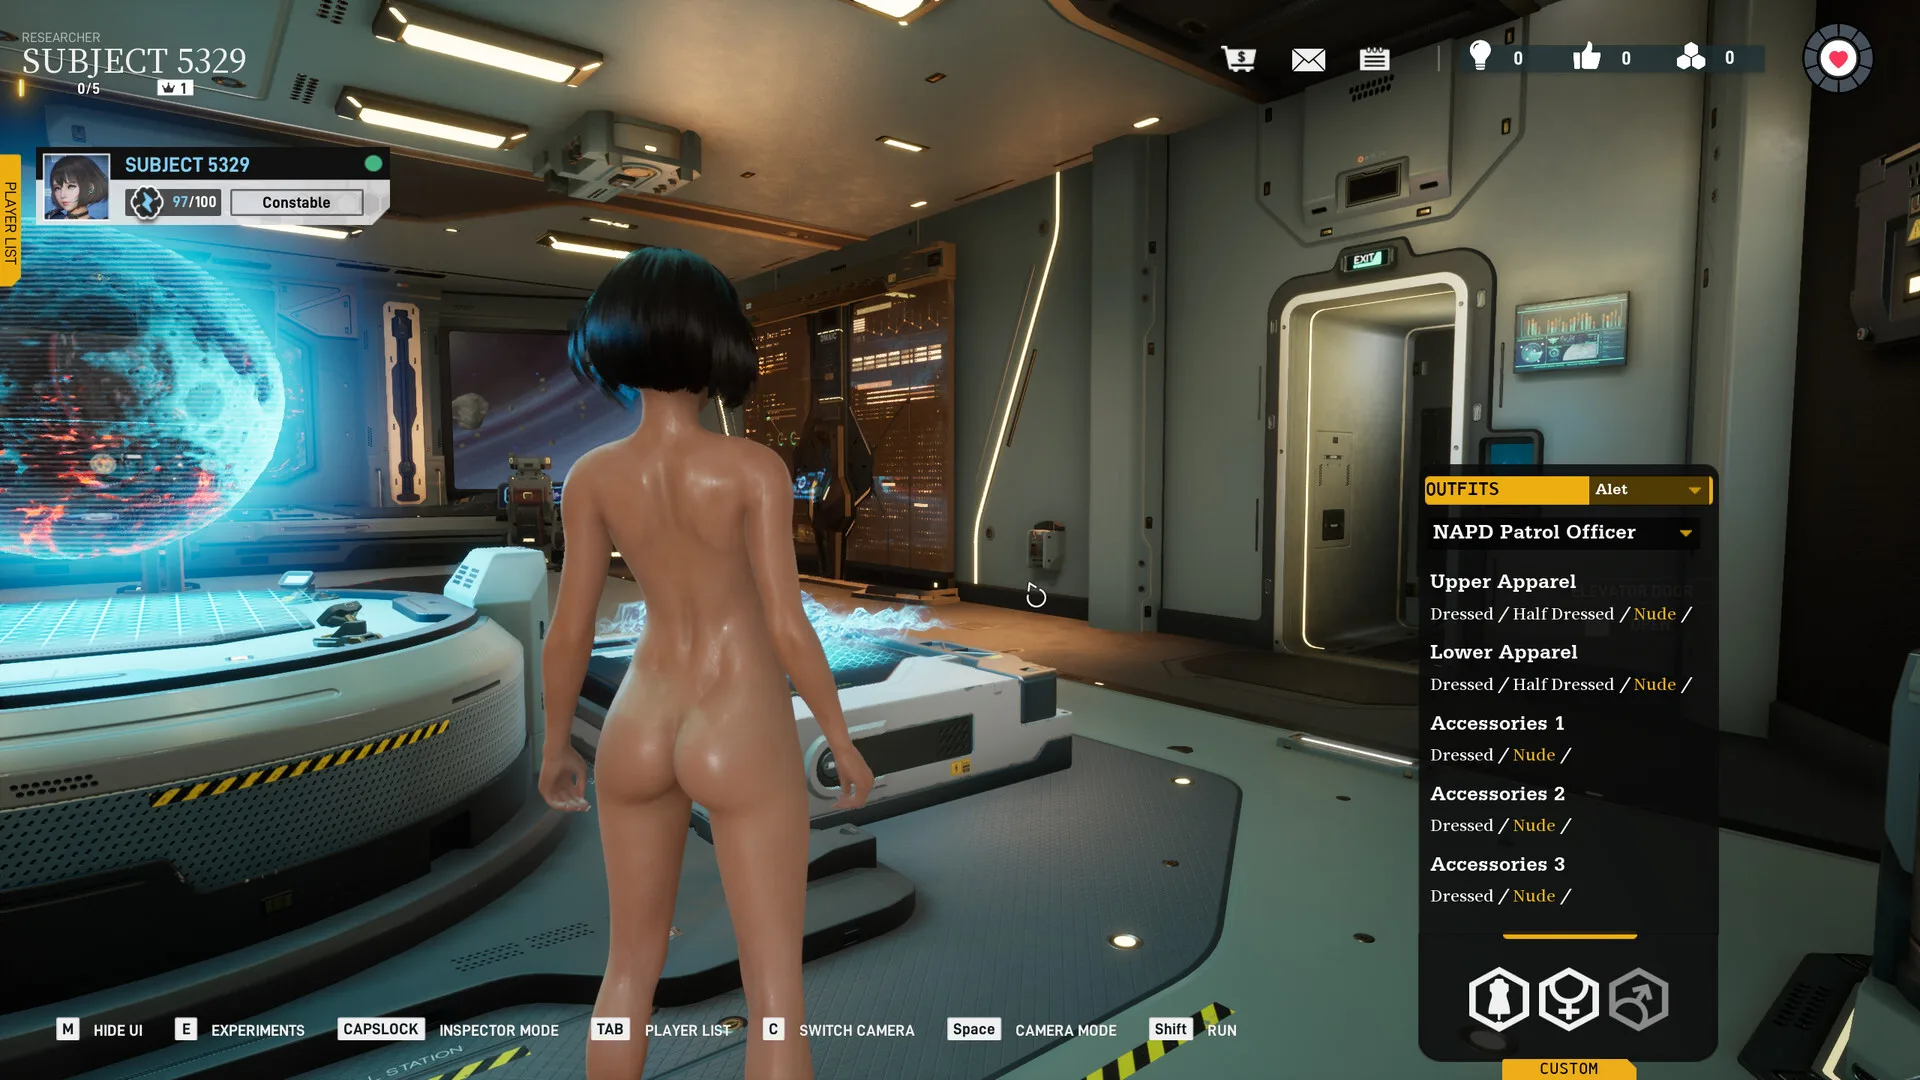 RESEARCHER
SUBJECT 5329
0/5
1
PLAYER LIST
SUBJECT 5329
97/100
Constable
0
0
0
EXIT
OUTFITS
Alet
NAPD Patrol Officer
Upper Apparel
Dressed / Half Dressed / Nude /
Lower Apparel
Dressed / Half Dressed / Nude /
Accessories 1
Dressed / Nude /
Accessories 2
Dressed / Nude /
Accessories 3
Dressed / Nude /
CUSTOM
M HIDE UI
E EXPERIMENTS
CAPSLOCK INSPECTOR MODE
TAB PLAYER LIST
C SWITCH CAMERA
Space CAMERA MODE
Shift RUN
STATION